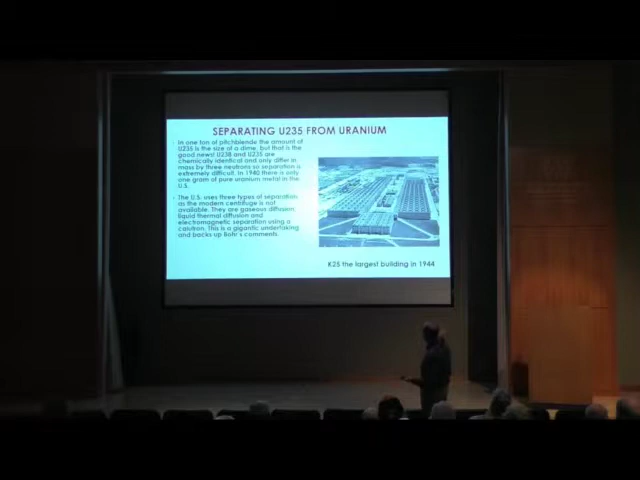 SEPARATING U235 FROM URANIUM
In one ton of pitchblende the amount of
U235 is the size of a dime, but that is the
good news! U238 and U235 are
chemically identical and only differ in
mass by three neutrons so separation is
extremely difficult. In 1940 there is only
one gram of pure uranium metal in the
U.S.
The U.S. uses three types of separation
as the modern centifuge is not
available. They are gaseous diffusion,
liquid thermal diffusion and
electromagnetic separation using a
calutron. This is a gigantic undertaking
and backs up Bohr's comments
K25 the largest building in 1944